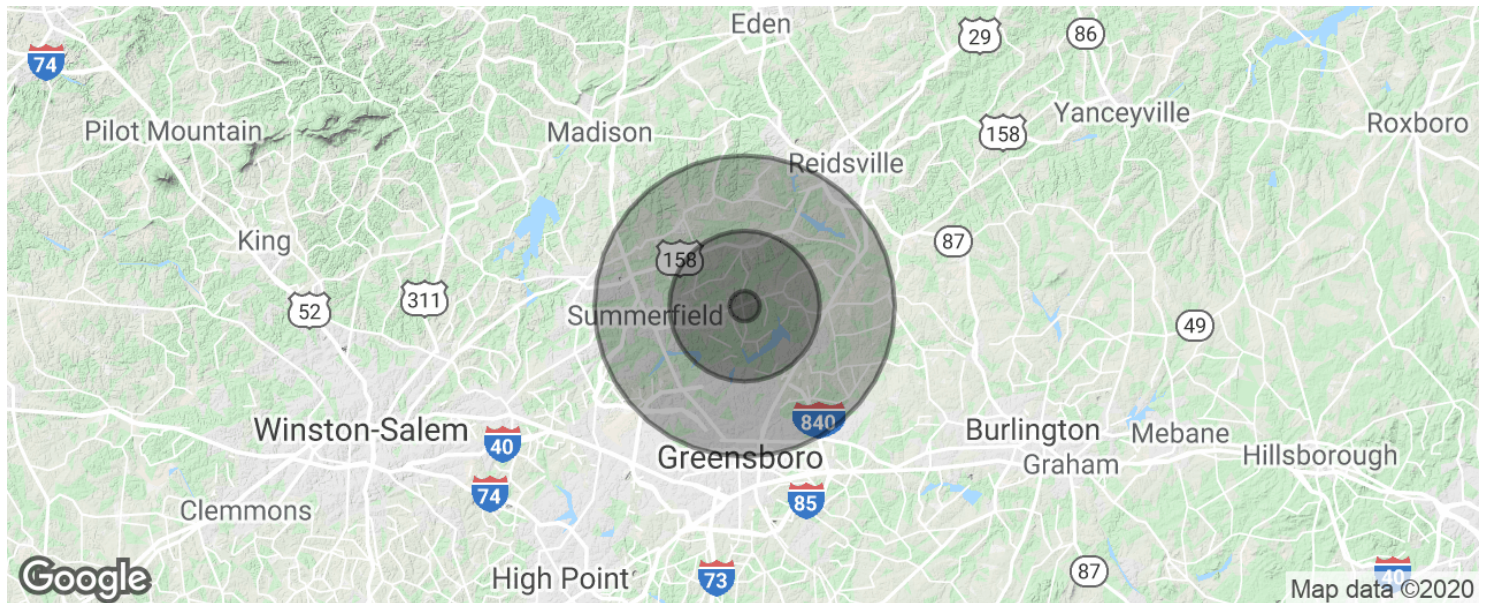 Eden
29
86
74
Pilot Mountain
Madison
158
Yanceyville
Roxboro
Reidsville
King
158
87
52
311
Summerfield
49
Winston-Salem
40
840
Burlington
Mebane
Greensboro
Graham
Hillsborough
74
85
Clemmons
High Point
73
87
40
Google
Map data ©2020